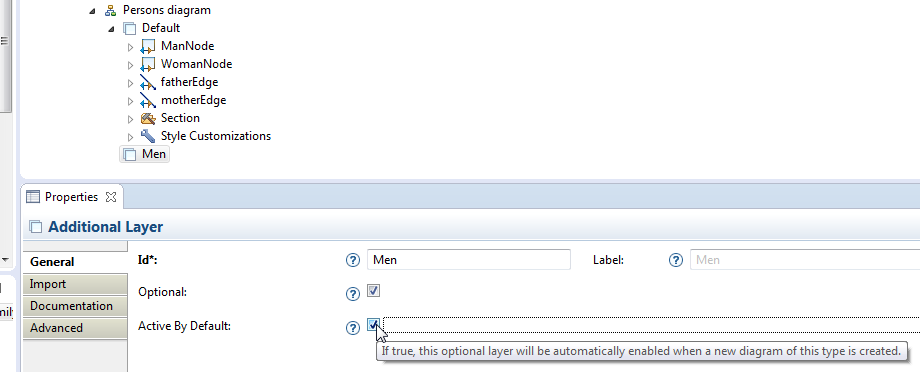 Persons diagram
Default
ManNode
WomanNode
fatherEdge
motherEdge
Section
Style Customizations
Men
Properties
Additional Layer
General
Id*: Men Label: Men
Import
Optional:
Documentation
Advanced
Active By Default:
If true, this optional layer will be automatically enabled when a new diagram of this type is created.